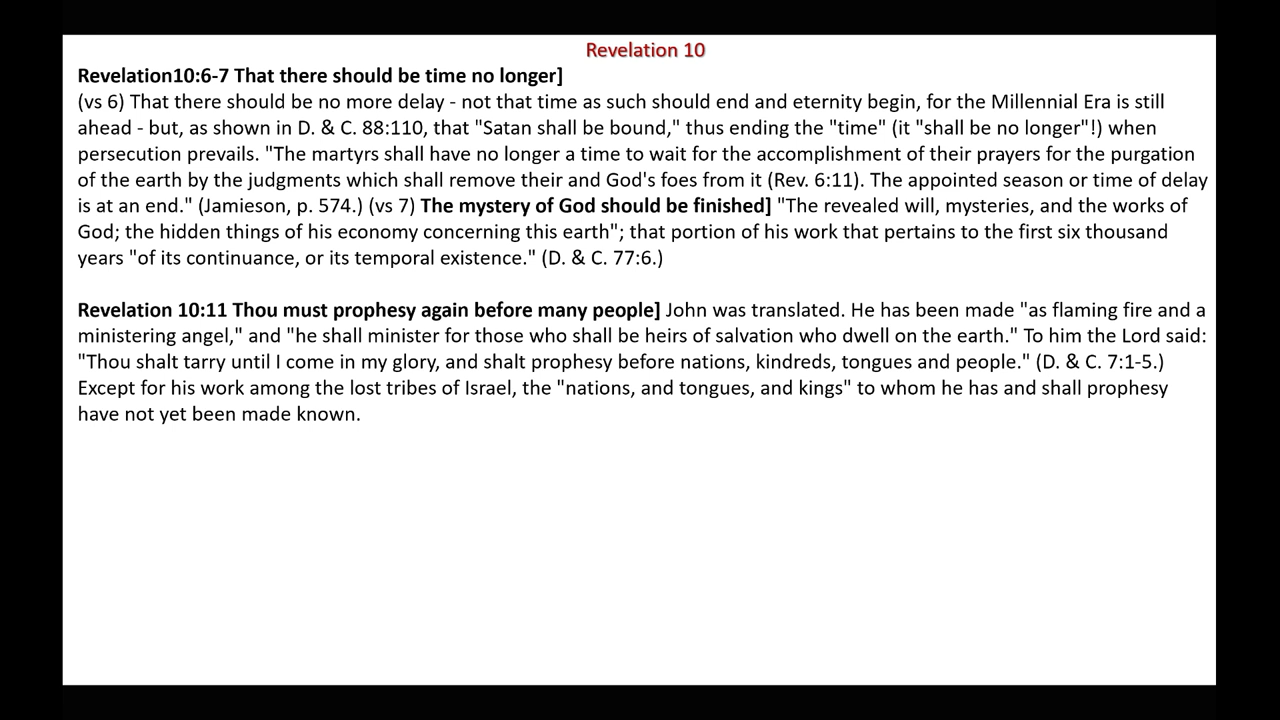 Revelation 10
Revelation10:6-7 That there should be time no longer]
(vs 6) That there should be no more delay - not that time as such should end and eternity begin, for the Millennial Era is still
ahead - but, as shown in D. & C. 88:110, that "Satan shall be bound," thus ending the "time" (it "shall be no longer"!) when
persecution prevails. "The martyrs shall have no longer a time to wait for the accomplishment of their prayers for the purgation
of the earth by the judgments which shall remove their and God's foes from it (Rev. 6:11). The appointed season or time of delay
is at an end." (Jamieson, p. 574.) (vs 7) The mystery of God should be finished] "The revealed will, mysteries, and the works of
God; the hidden things of his economy concerning this earth"; that portion of his work that pertains to the first six thousand
years "of its continuance, or its temporal existence." (D. & C. 77:6.)
Revelation 10:11 Thou must prophesy again before many people] John was translated. He has been made "as flaming fire and a
ministering angel," and "he shall minister for those who shall be heirs of salvation who dwell on the earth." To him the Lord said:
"Thou shalt tarry until I come in my glory, and shalt prophesy before nations, kindreds, tongues and people." (D. & C. 7:1-5.)
Except for his work among the lost tribes of Israel, the "nations, and tongues, and kings" to whom he has and shall prophesy
have not yet been made known.